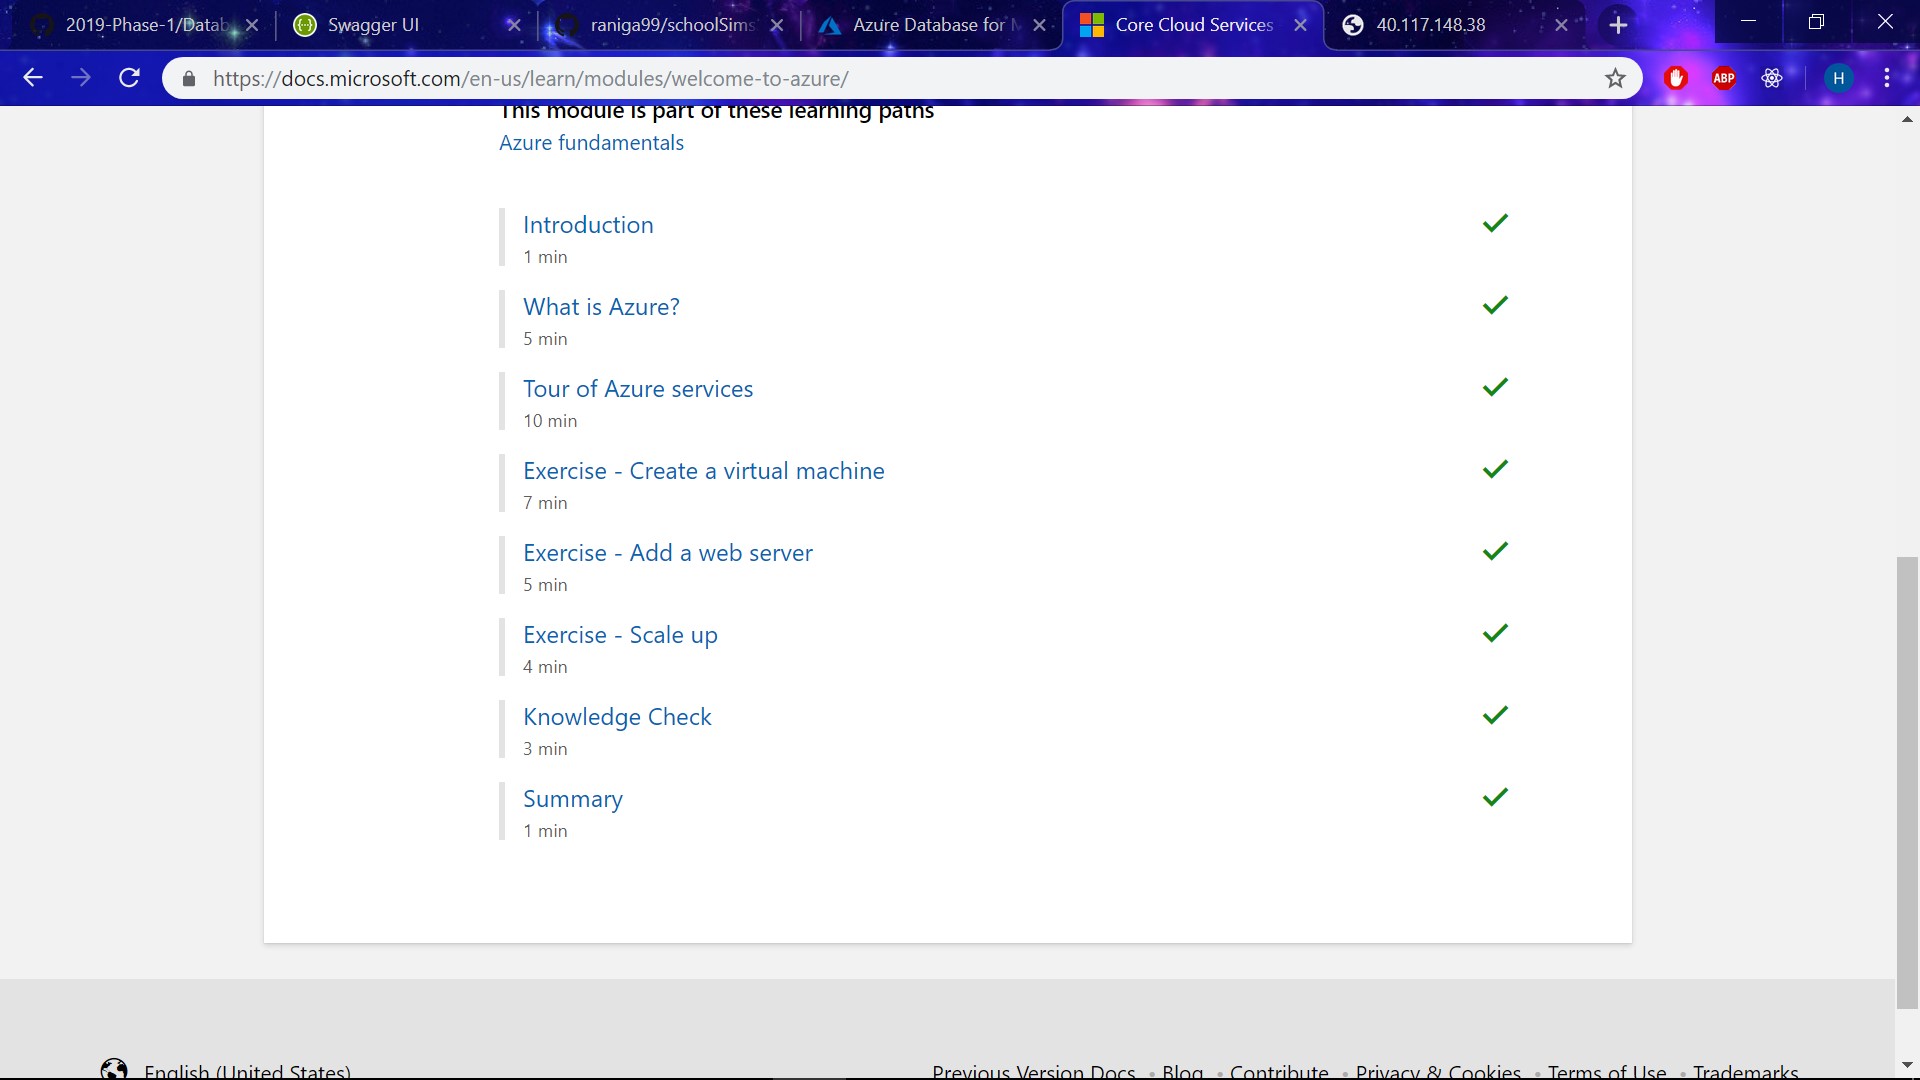 2019-Phase-1/Datab
Swagger UI
raniga99/schoolSims
Azure Database for M
Core Cloud Services
40.117.148.38
https://docs.microsoft.com/en-us/learn/modules/welcome-to-azure/
ABP
H
This module is part of these learning paths
Azure fundamentals
Introduction
1 min
What is Azure?
5 min
Tour of Azure services
10 min
Exercise - Create a virtual machine
7 min
Exercise - Add a web server
5 min
Exercise - Scale up
4 min
Knowledge Check
3 min
Summary
1 min
English (United States)
Previous Version Docs • Blog • Contribute • Privacy & Cookies • Terms of Use • Trademarks